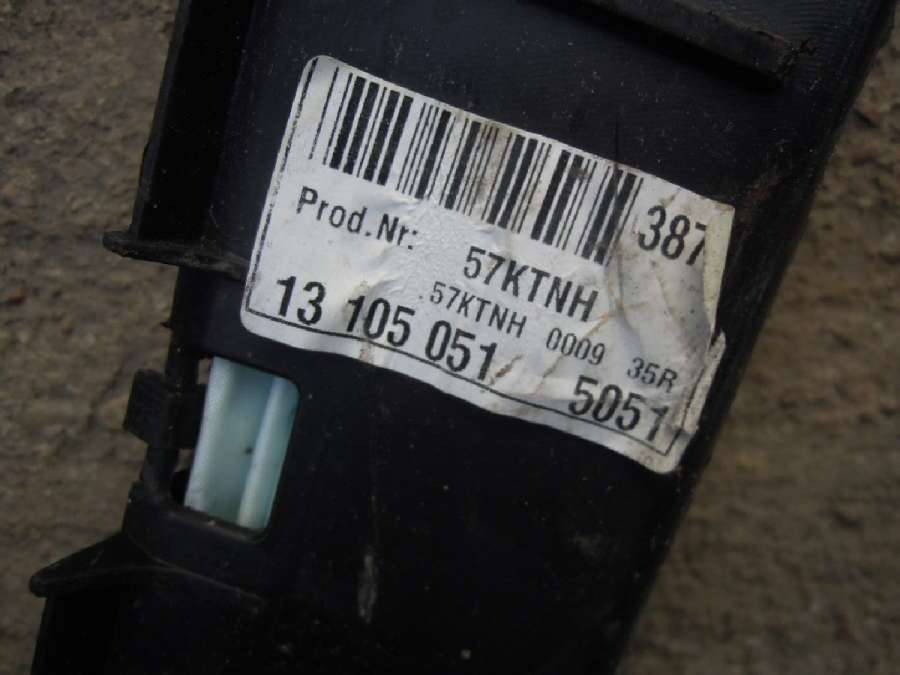 387
Prod.Nr: 57KTNH
57KTNH 0009 35R
13 105 051 5051